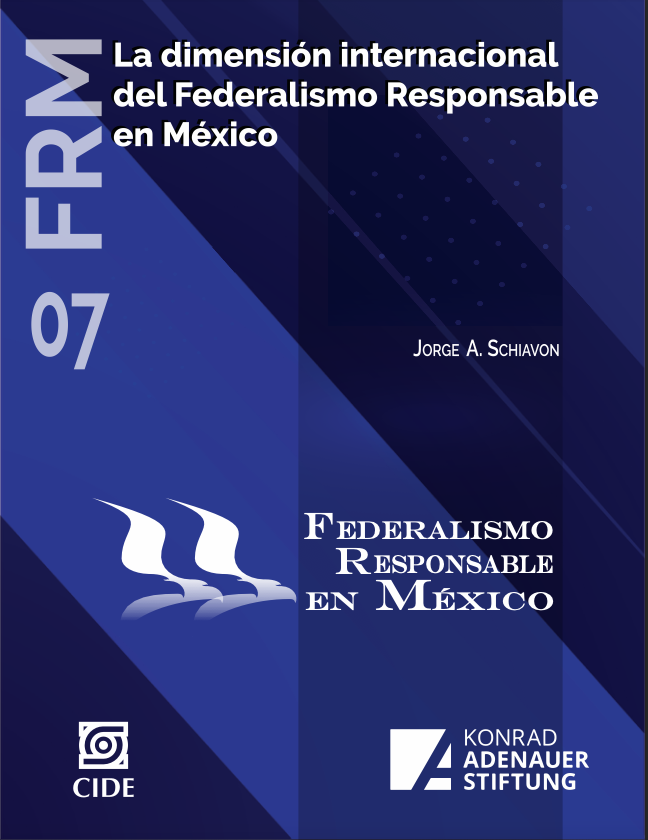 La dimensión internacional
del Federalismo Responsable
en México
FRM
07
JORGE A. SCHIAVON
FEDERALISMO
RESPONSABLE
EN MÉXICO
CIDE
KONRAD
ADENAUER
STIFTUNG